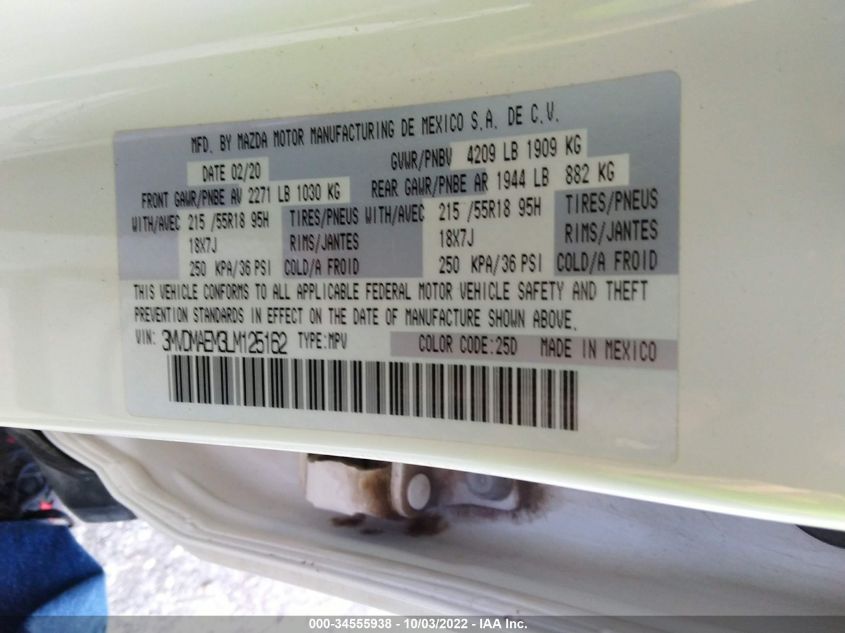 MFD. BY MAZDA MOTOR MANUFACTURING DE MEXICO S.A. DE C.V.
DATE 02/20 GVWR/PNBV 4209 LB 1909 KG
FRONT GAWR/PNBE AV 2271 LB 1030 KG REAR GAWR/PNBE AR 1944 LB 882 KG
WITH/AVEC 215 /55R18 95H TIRES/PNEUS WITH/AVEC 215 /55R18 95H TIRES/PNEUS
18X7J RIMS/JANTES 18X7J RIMS/JANTES
250 KPA/36 PSI COLD/A FROID 250 KPA/36 PSI COLD/A FROID
THIS VEHICLE CONFORMS TO ALL APPLICABLE FEDERAL MOTOR VEHICLE SAFETY AND THEFT
PREVENTION STANDARDS IN EFFECT ON THE DATE OF MANUFACTURE SHOWN ABOVE.
VIN: 3MVDMAEM3LM125162 TYPE:MPV COLOR CODE:25D MADE IN MEXICO
000-34555938 - 10/03/2022 - IAA Inc.